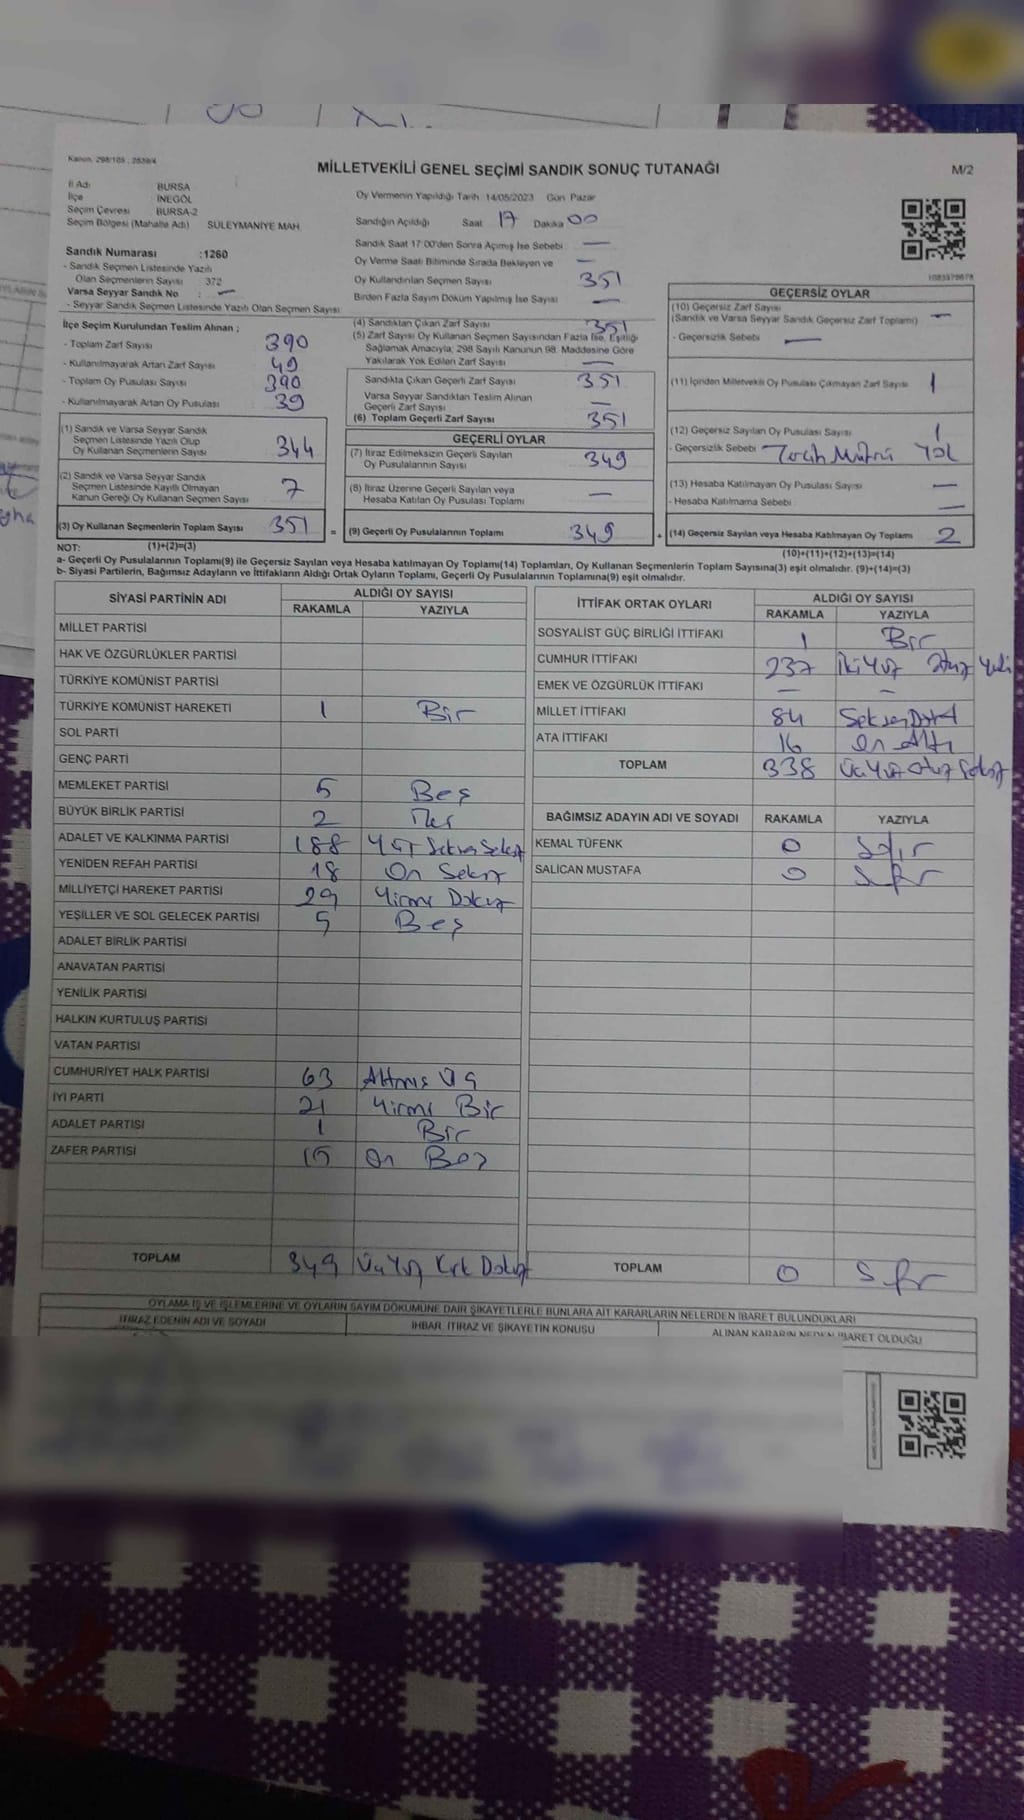 Kanun. 298/105 ; 2839/4
MİLLETVEKİLİ GENEL SEÇİMİ SANDIK SONUÇ TUTANAĞI
M/2
İl Adı BURSA
İlçe İNEGÖL
Seçim Çevresi BURSA-2
Seçim Bölgesi (Mahalle Adı) SÜLEYMANİYE MAH.
Oy Vermenin Yapıldığı Tarih 14/05/2023 Gün Pazar
Sandığın Açıldığı Saat 17 Dakika 00
Sandık Saat 17:00'den Sonra Açımış İse Sebebi —
Oy Verme Saati Bitiminde Sırada Bekleyen ve —
Oy Kullandırılan Seçmen Sayısı 351
Birden Fazla Sayım Döküm Yapılmış İse Sayısı —
Sandık Numarası :1260
- Sandık Seçmen Listesinde Yazılı
Olan Seçmenlerin Sayısı : 372
Varsa Seyyar Sandık No : —
- Seyyar Sandık Seçmen Listesinde Yazılı Olan Seçmen Sayısı:
İlçe Seçim Kurulundan Teslim Alınan ;
- Toplam Zarf Sayısı 390
- Kullanılmayarak Artan Zarf Sayısı 49
- Toplam Oy Pusulası Sayısı 390
- Kullanılmayarak Artan Oy Pusulası 39
(1) Sandık ve Varsa Seyyar Sandık
Seçmen Listesinde Yazılı Olup
Oy Kullanan Seçmenlerin Sayısı 344
(2) Sandık ve Varsa Seyyar Sandık
Seçmen Listesinde Kayıtlı Olmayan
Kanun Gereği Oy Kullanan Seçmen Sayısı 7
(3) Oy Kullanan Seçmenlerin Toplam Sayısı 351 =
(1)+(2)=(3)
(4) Sandıktan Çıkan Zarf Sayısı 351
(5) Zarf Sayısı Oy Kullanan Seçmen Sayısından Fazla İse, Eşitliği
Sağlamak Amacıyla; 298 Sayılı Kanunun 98. Maddesine Göre
Yakılarak Yok Edilen Zarf Sayısı —
Sandıkta Çıkan Geçerli Zarf Sayısı 351
Varsa Seyyar Sandıktan Teslim Alınan
Geçerli Zarf Sayısı —
(6) Toplam Geçerli Zarf Sayısı 351
GEÇERLİ OYLAR
(7) İtiraz Edilmeksizin Geçerli Sayılan
Oy Pusulalarının Sayısı 349
(8) İtiraz Üzerine Geçerli Sayılan veya
Hesaba Katılan Oy Pusulası Toplamı —
(9) Geçerli Oy Pusulalarının Toplamı 349 +
GEÇERSİZ OYLAR
(10) Geçersiz Zarf Sayısı
(Sandık ve Varsa Seyyar Sandık Geçersiz Zarf Toplamı) —
- Geçersizlik Sebebi —
(11) İçinden Milletvekili Oy Pusulası Çıkmayan Zarf Sayısı 1
(12) Geçersiz Sayılan Oy Pusulası Sayısı 1
- Geçersizlik Sebebi Tercih Mührü Yok
(13) Hesaba Katılmayan Oy Pusulası Sayısı —
- Hesaba Katılmama Sebebi —
(14) Geçersiz Sayılan veya Hesaba Katılmayan Oy Toplamı 2
(10)+(11)+(12)+(13)=(14)
NOT:
a- Geçerli Oy Pusulalarının Toplamı(9) ile Geçersiz Sayılan veya Hesaba katılmayan Oy Pusulası Toplamı(14) Toplamları, Oy Kullanan Seçmenlerin Toplam Sayısına(3) eşit olmalıdır. (9)+(14)=(3)
b- Siyasi Partilerin, Bağımsız Adayların ve İttifakların Aldığı Ortak Oyların Toplamı, Geçerli Oy Pusulalarının Toplamına(9) eşit olmalıdır.
SİYASİ PARTİNİN ADI ALDIĞI OY SAYISI
RAKAMLA YAZIYLA
MİLLET PARTİSİ
HAK VE ÖZGÜRLÜKLER PARTİSİ
TÜRKİYE KOMÜNİST PARTİSİ
TÜRKİYE KOMÜNİST HAREKETİ 1 Bir
SOL PARTİ
GENÇ PARTİ
MEMLEKET PARTİSİ 5 Beş
BÜYÜK BİRLİK PARTİSİ 2 İki
ADALET VE KALKINMA PARTİSİ 188 Yüz Seksen Sekiz
YENİDEN REFAH PARTİSİ 18 On Sekiz
MİLLİYETÇİ HAREKET PARTİSİ 29 Yirmi Dokuz
YEŞİLLER VE SOL GELECEK PARTİSİ 5 Beş
ADALET BİRLİK PARTİSİ
ANAVATAN PARTİSİ
YENİLİK PARTİSİ
HALKIN KURTULUŞ PARTİSİ
VATAN PARTİSİ
CUMHURİYET HALK PARTİSİ 63 Altmış Üç
İYİ PARTİ 21 Yirmi Bir
ADALET PARTİSİ 1 Bir
ZAFER PARTİSİ 15 On Beş
TOPLAM 349 Üç Yüz Kırk Dokuz
İTTİFAK ORTAK OYLARI ALDIĞI OY SAYISI
RAKAMLA YAZIYLA
SOSYALİST GÜÇ BİRLİĞİ İTTİFAKI 1 Bir
CUMHUR İTTİFAKI 237 İki Yüz Otuz Yedi
EMEK VE ÖZGÜRLÜK İTTİFAKI — —
MİLLET İTTİFAKI 84 Seksen Dört
ATA İTTİFAKI 16 On Altı
TOPLAM 338 Üç Yüz Otuz Sekiz
BAĞIMSIZ ADAYIN ADI VE SOYADI RAKAMLA YAZIYLA
KEMAL TÜFENK 0 Sıfır
SALİCAN MUSTAFA 0 Sıfır
TOPLAM 0 Sıfır
OYLAMA İŞ VE İŞLEMLERİNE VE OYLARIN SAYIM DÖKÜMÜNE DAİR ŞİKAYETLERLE BUNLARA AİT KARARLARIN NELERDEN İBARET BULUNDUKLARI
İTİRAZ EDENİN ADI VE SOYADI İHBAR, İTİRAZ VE ŞİKAYETİN KONUSU ALINAN KARARIN NEDEN İBARET OLDUĞU